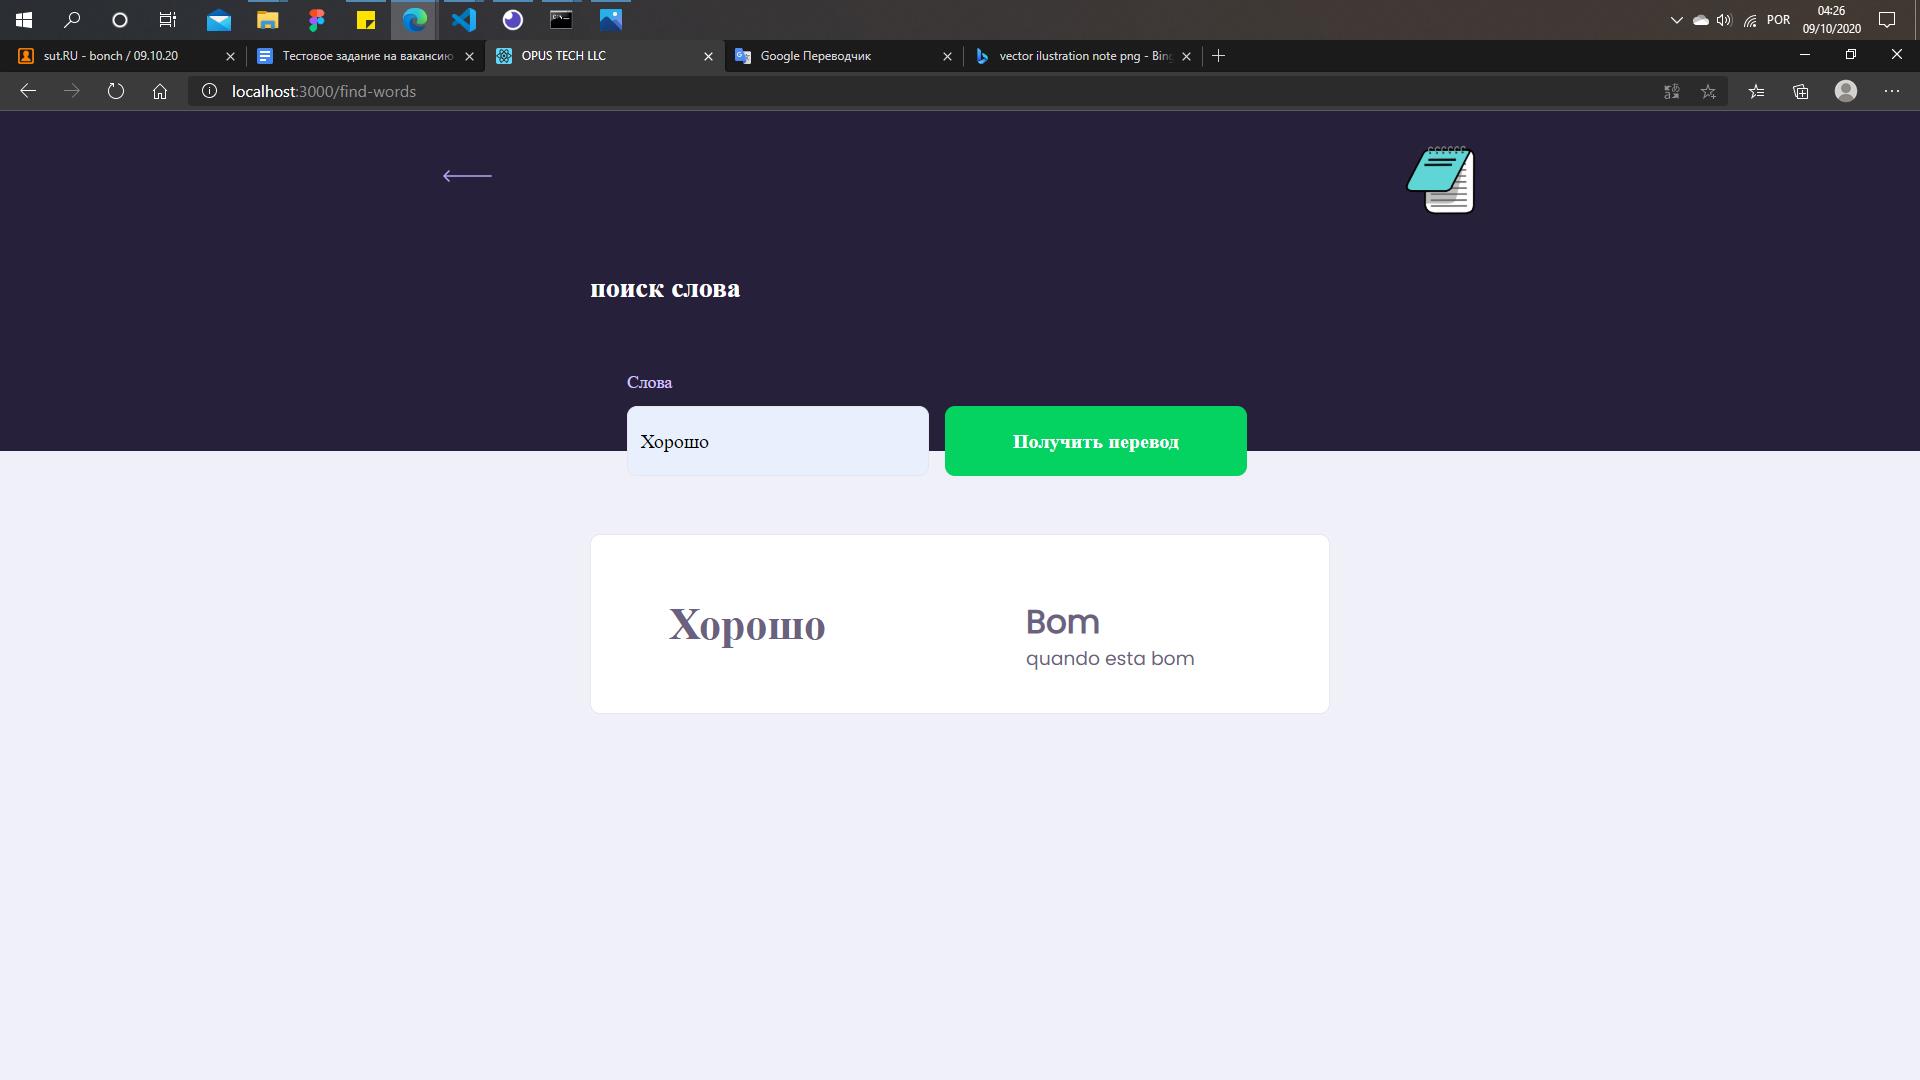 POR
04:26
09/10/2020
sut.RU - bonch / 09.10.20
Тестовое задание на вакансию
OPUS TECH LLC
Google Переводчик
vector ilustration note png - Bing
localhost:3000/find-words
поиск слова
Слова
Хорошо
Получить перевод
Хорошо
Bom
quando esta bom